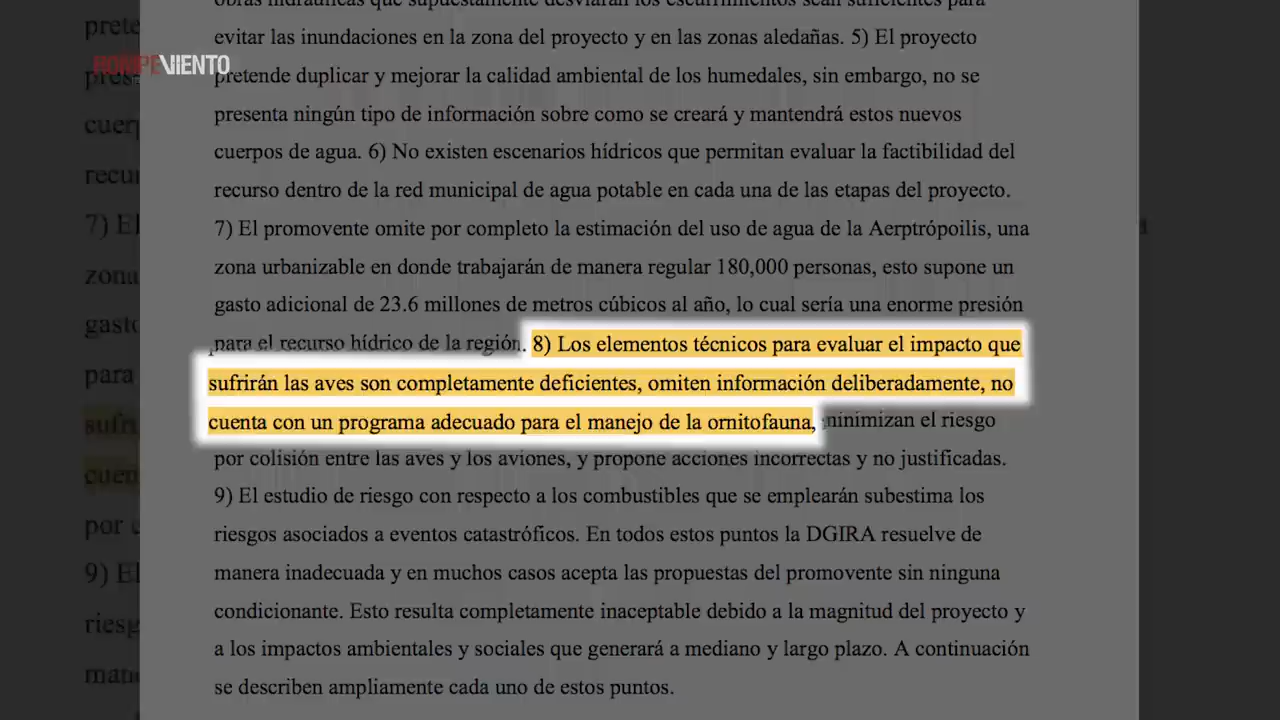 obras hidráulicas que supuestamente desviarán los escurrimientos sean suficientes para
evitar las inundaciones en la zona del proyecto y en las zonas aledañas. 5) El proyecto
ROMPEVIENTO
pretende duplicar y mejorar la calidad ambiental de los humedales, sin embargo, no se
presenta ningún tipo de información sobre como se creará y mantendrá estos nuevos
cuerpos de agua. 6) No existen escenarios hídricos que permitan evaluar la factibilidad del
recurso dentro de la red municipal de agua potable en cada una de las etapas del proyecto.
7) El promovente omite por completo la estimación del uso de agua de la Aerptrópoilis, una
zona urbanizable en donde trabajarán de manera regular 180,000 personas, esto supone un
gasto adicional de 23.6 millones de metros cúbicos al año, lo cual sería una enorme presión
para el recurso hídrico de la región. 8) Los elementos técnicos para evaluar el impacto que
sufrirán las aves son completamente deficientes, omiten información deliberadamente, no
cuenta con un programa adecuado para el manejo de la ornitofauna, minimizan el riesgo
por colisión entre las aves y los aviones, y propone acciones incorrectas y no justificadas.
9) El estudio de riesgo con respecto a los combustibles que se emplearán subestima los
riesgos asociados a eventos catastróficos. En todos estos puntos la DGIRA resuelve de
manera inadecuada y en muchos casos acepta las propuestas del promovente sin ninguna
condicionante. Esto resulta completamente inaceptable debido a la magnitud del proyecto y
a los impactos ambientales y sociales que generará a mediano y largo plazo. A continuación
se describen ampliamente cada uno de estos puntos.